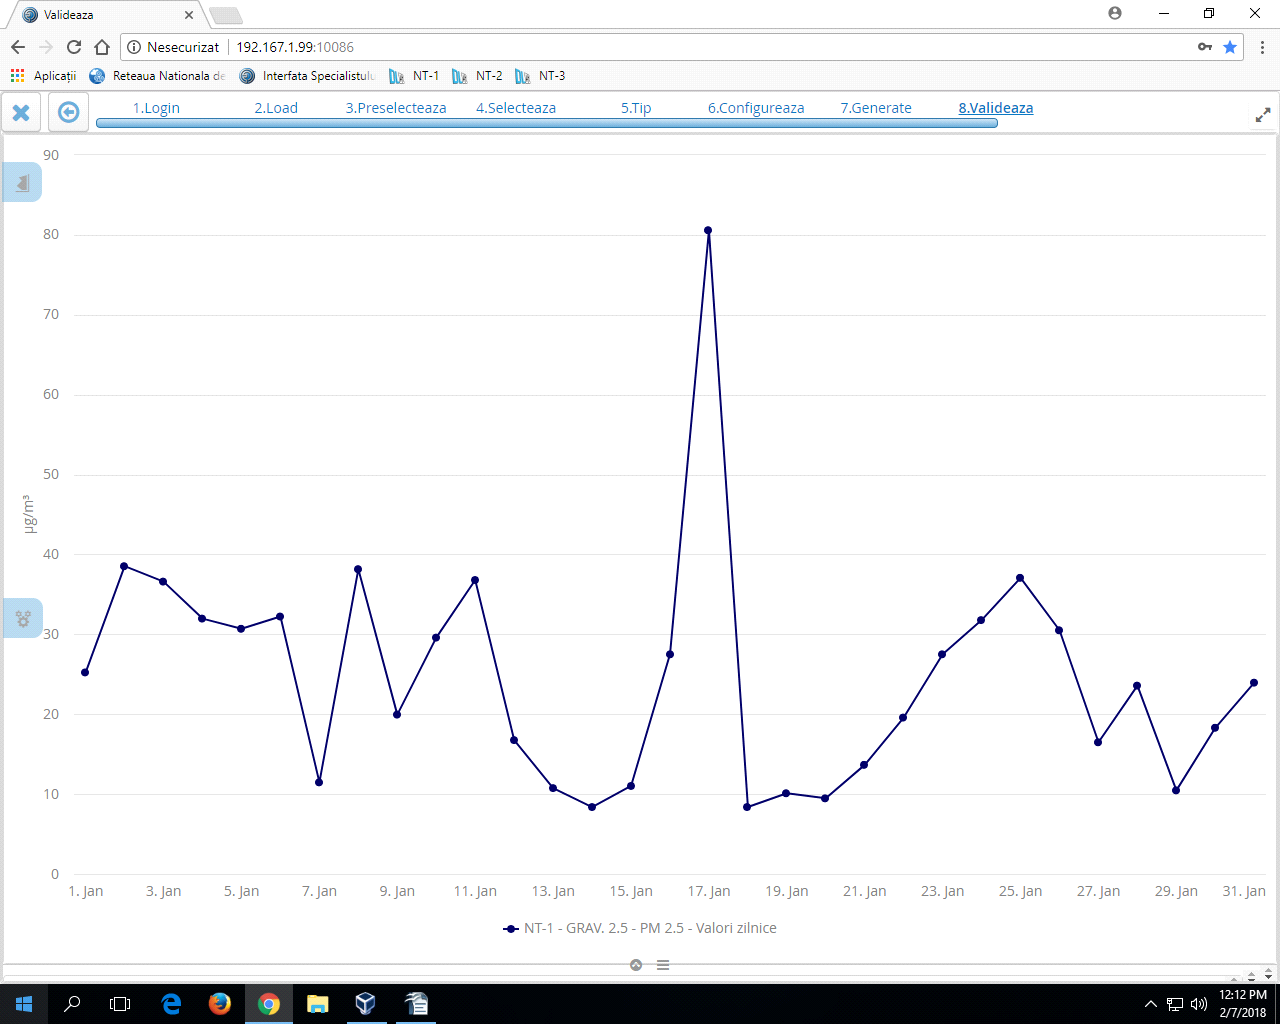 Valideaza
Nesecurizat 192.167.1.99:10086
Aplicații Reteaua Nationala de Interfata Specialistulu NT-1 NT-2 NT-3
1.Login 2.Load 3.Preselecteaza 4.Selecteaza 5.Tip 6.Configureaza 7.Generate 8.Valideaza
90
80
70
60
50
µg/m³
40
30
20
10
0
1. Jan 3. Jan 5. Jan 7. Jan 9. Jan 11. Jan 13. Jan 15. Jan 17. Jan 19. Jan 21. Jan 23. Jan 25. Jan 27. Jan 29. Jan 31. Jan
NT-1 - GRAV. 2.5 - PM 2.5 - Valori zilnice
12:12 PM
2/7/2018